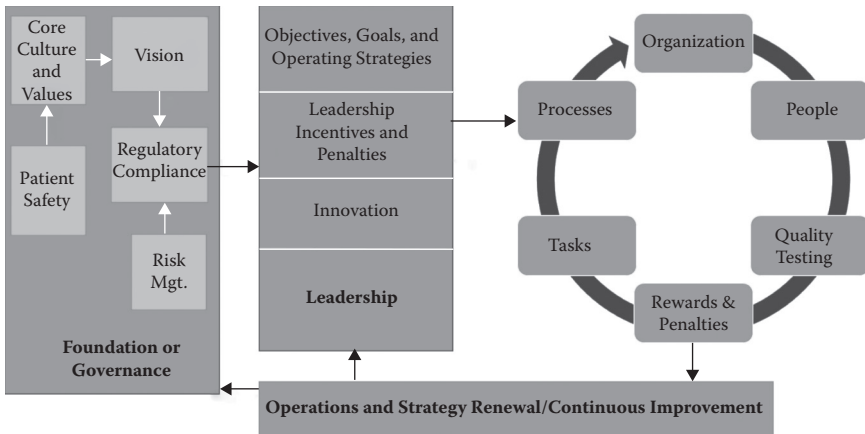 Core
Culture
and
Values
Vision
Patient
Safety
Regulatory
Compliance
Risk
Mgt.
Foundation or
Governance
Objectives, Goals, and
Operating Strategies
Leadership
Incentives and
Penalties
Innovation
Leadership
Organization
People
Quality
Testing
Rewards &
Penalties
Tasks
Processes
Operations and Strategy Renewal/Continuous Improvement